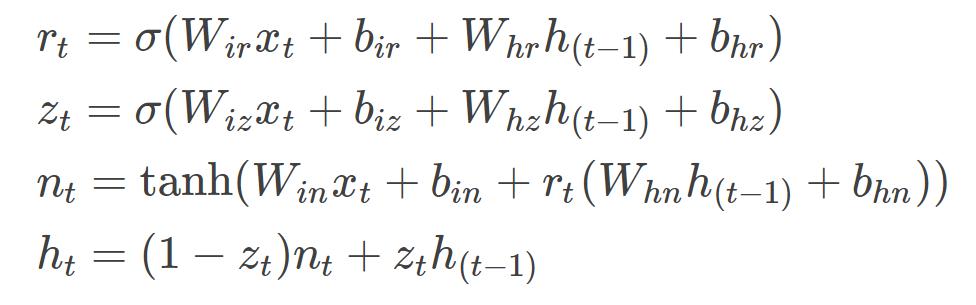 r_t = σ(W_{ir}x_t + b_{ir} + W_{hr}h_{(t−1)} + b_{hr})
z_t = σ(W_{iz}x_t + b_{iz} + W_{hz}h_{(t−1)} + b_{hz})
n_t = tanh(W_{in}x_t + b_{in} + r_t(W_{hn}h_{(t−1)} + b_{hn}))
h_t = (1 − z_t)n_t + z_th_{(t−1)}